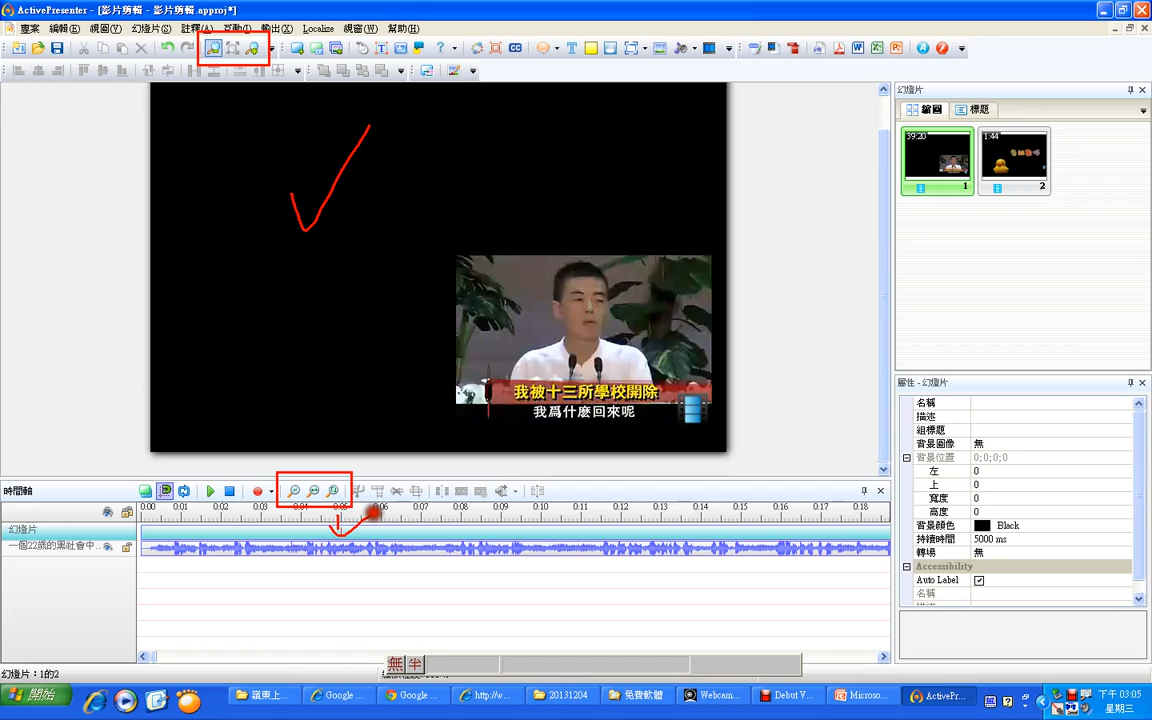 ActivePresenter - [影片剪輯 - 影片剪輯.approj*]
專案 編輯(E) 視圖(V) 幻燈片(S) 註釋(A) 互動(I) 輸出(X) Localize 視窗(W) 幫助(H)
幻燈片
縮圖 標題
39:20 1
1:44 2
我被十三所學校開除
我爲什麼回來呢
屬性 - 幻燈片
名稱
描述
組標題
背景圖像 無
背景位置 0;0;0;0
左 0
上 0
寬度 0
高度 0
背景顏色 Black
持續時間 5000 ms
轉場 無
Accessibility
Auto Label
名稱
時間軸
0:00 0:01 0:02 0:03 0:04 0:05 0:06 0:07 0:08 0:09 0:10 0:11 0:12 0:13 0:14 0:15 0:16 0:17 0:18
幻燈片
一個22歲的黑社會中...
無 半
幻燈片: 1的2
開始 嶺東上... Google ... Google ... http://w... 20131204 免費軟體 Webcam... Debut V... Microso... ActivePr... 下午 03:05
星期三